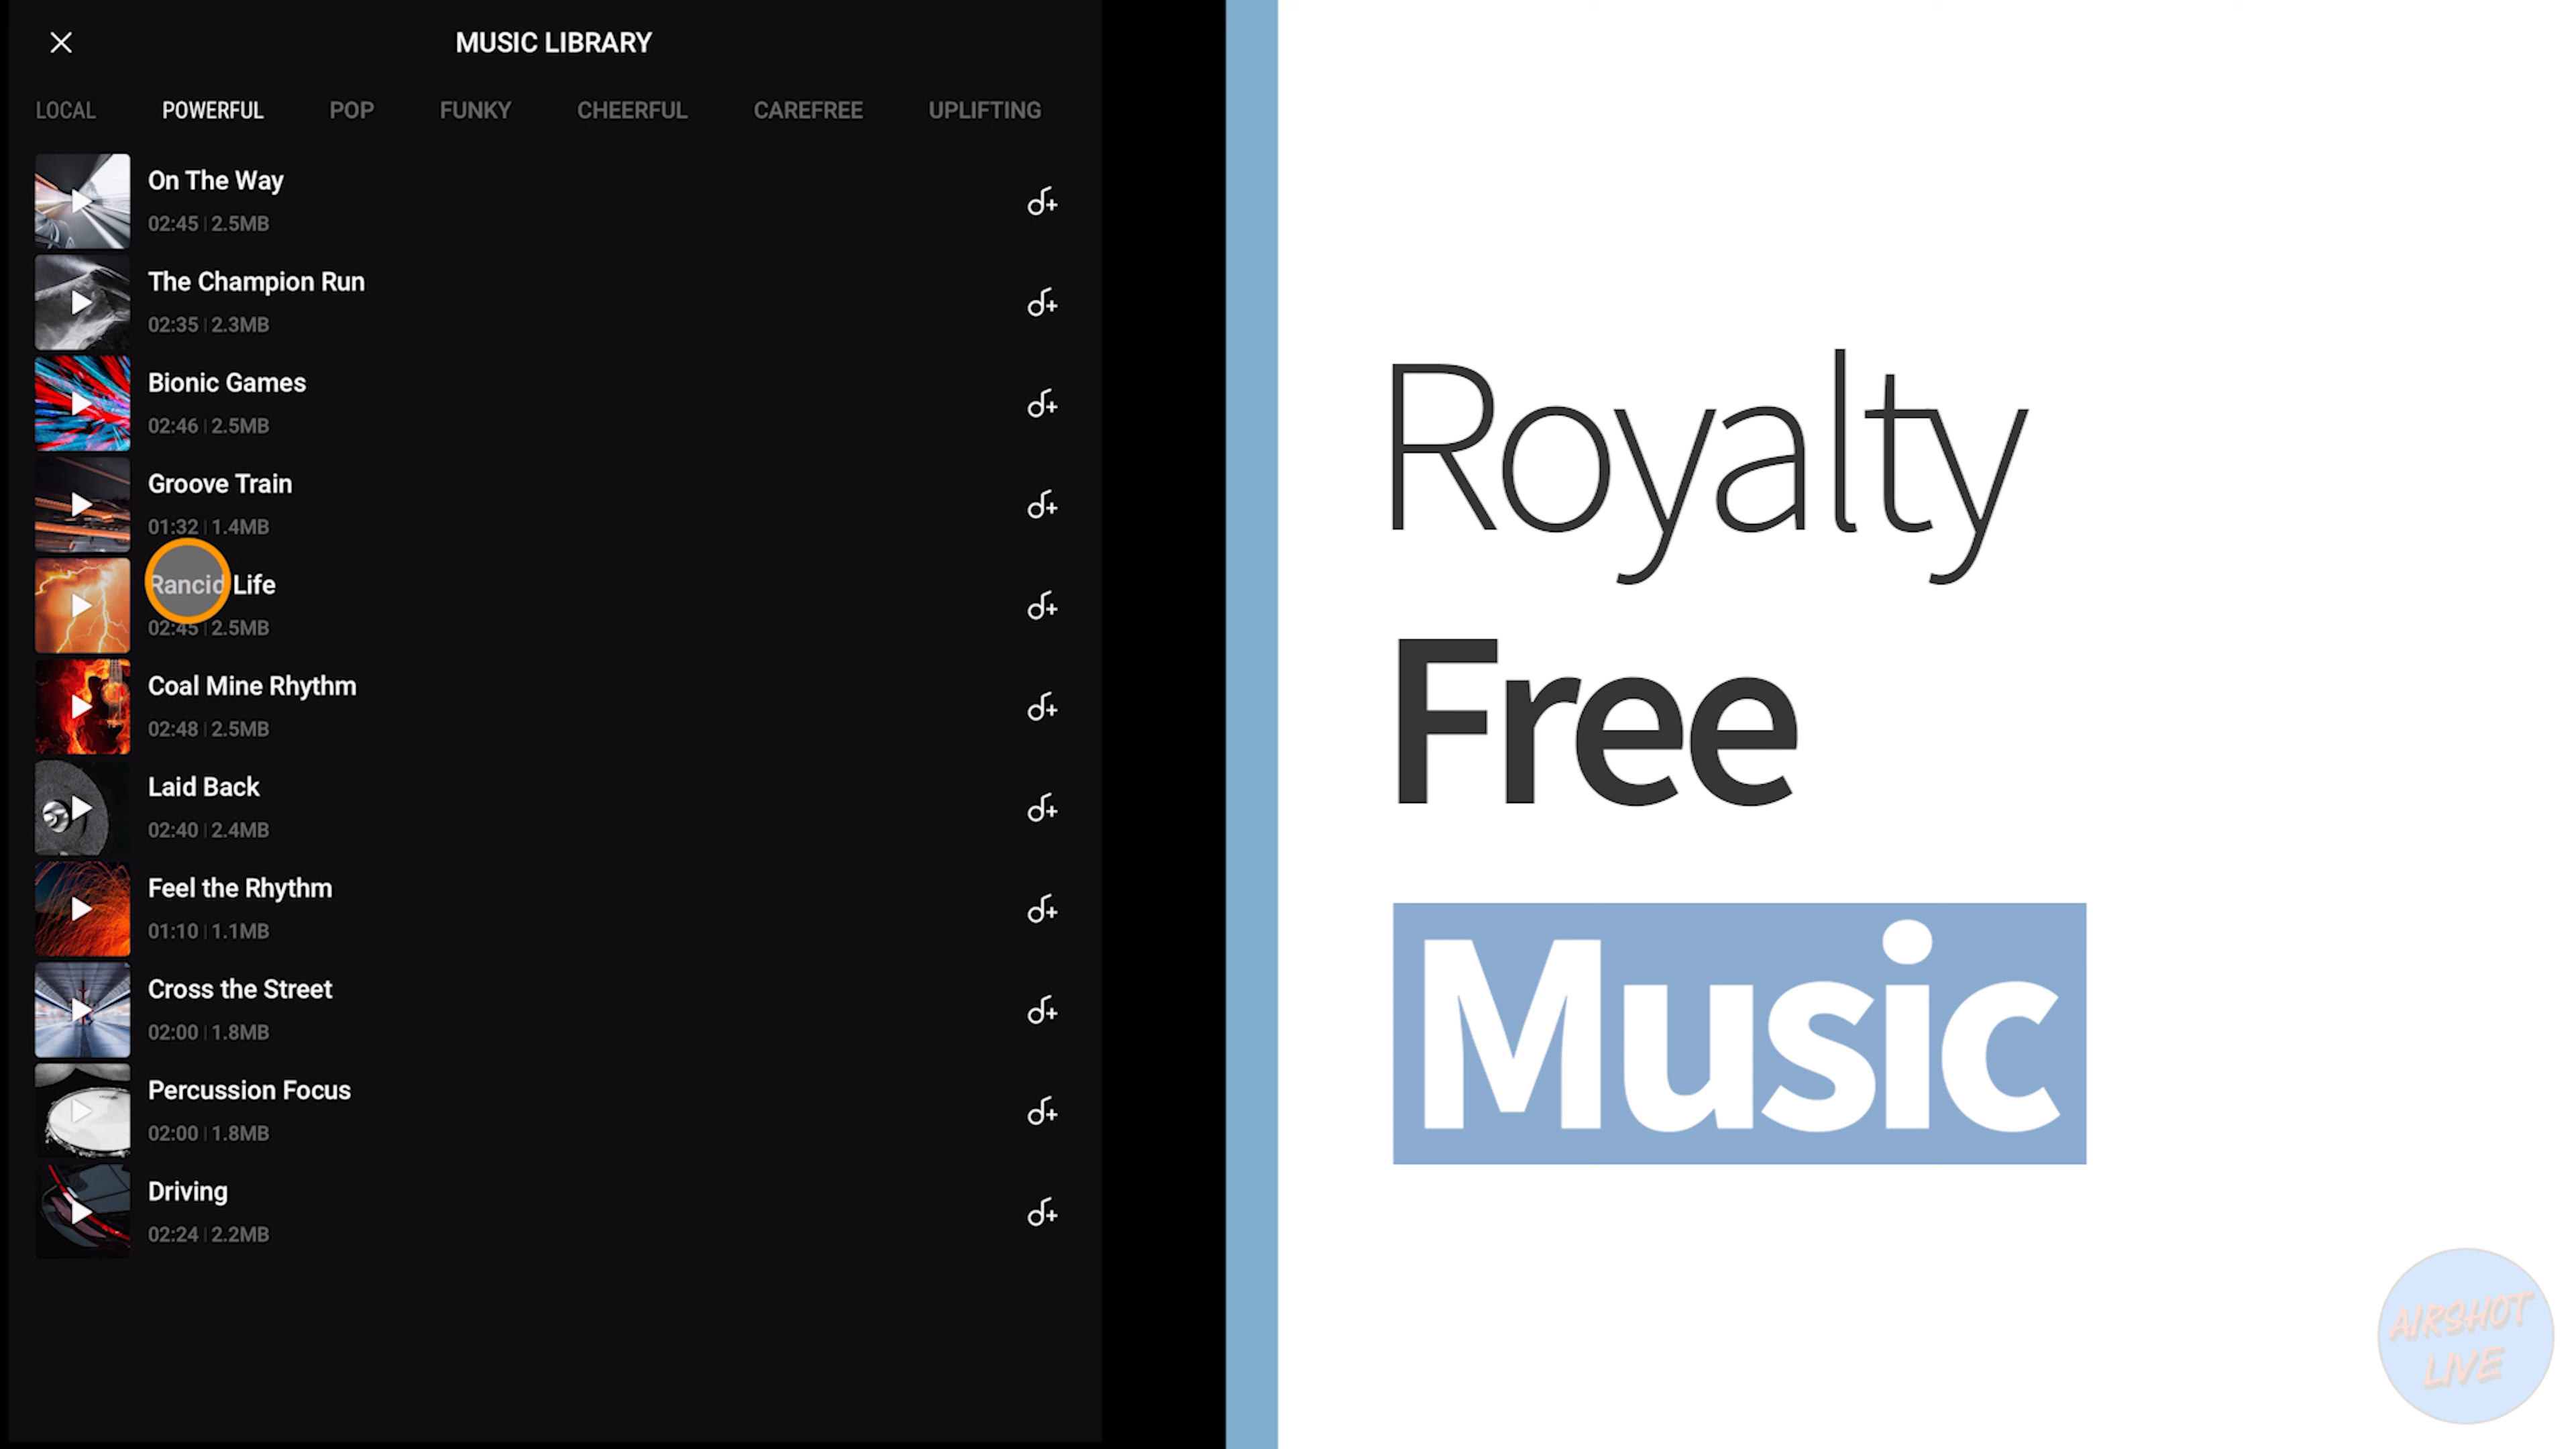 MUSIC LIBRARY
LOCAL POWERFUL POP FUNKY CHEERFUL CAREFREE UPLIFTING
On The Way
02:45 | 2.5MB
The Champion Run
02:35 | 2.3MB
Bionic Games
02:46 | 2.5MB
Groove Train
01:32 | 1.4MB
Rancid Life
02:45 | 2.5MB
Coal Mine Rhythm
02:48 | 2.5MB
Laid Back
02:40 | 2.4MB
Feel the Rhythm
01:10 | 1.1MB
Cross the Street
02:00 | 1.8MB
Percussion Focus
02:00 | 1.8MB
Driving
02:24 | 2.2MB
Royalty
Free
Music
AIRSHOT
LIVE